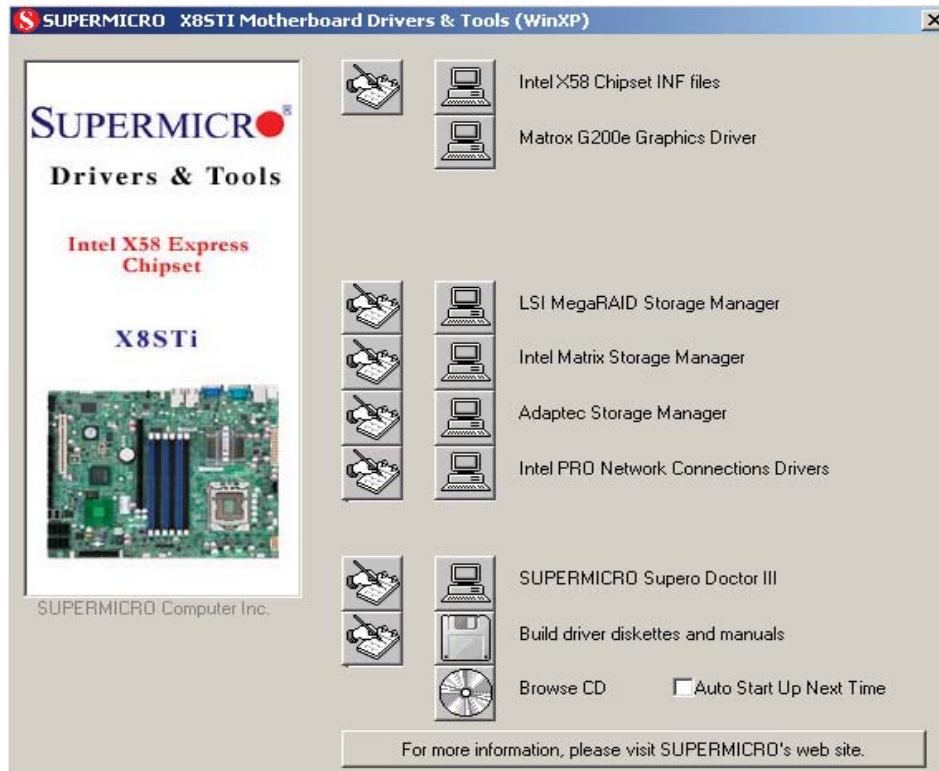 SUPERMICRO X8STI Motherboard Drivers & Tools (WinXP)
SUPERMICRO®
Drivers & Tools
Intel X58 Express
Chipset
X8STi
SUPERMICRO Computer Inc.
Intel X58 Chipset INF files
Matrox G200e Graphics Driver
LSI MegaRAID Storage Manager
Intel Matrix Storage Manager
Adaptec Storage Manager
Intel PRO Network Connections Drivers
SUPERMICRO Supero Doctor III
Build driver diskettes and manuals
Browse CD
Auto Start Up Next Time
For more information, please visit SUPERMICRO's web site.